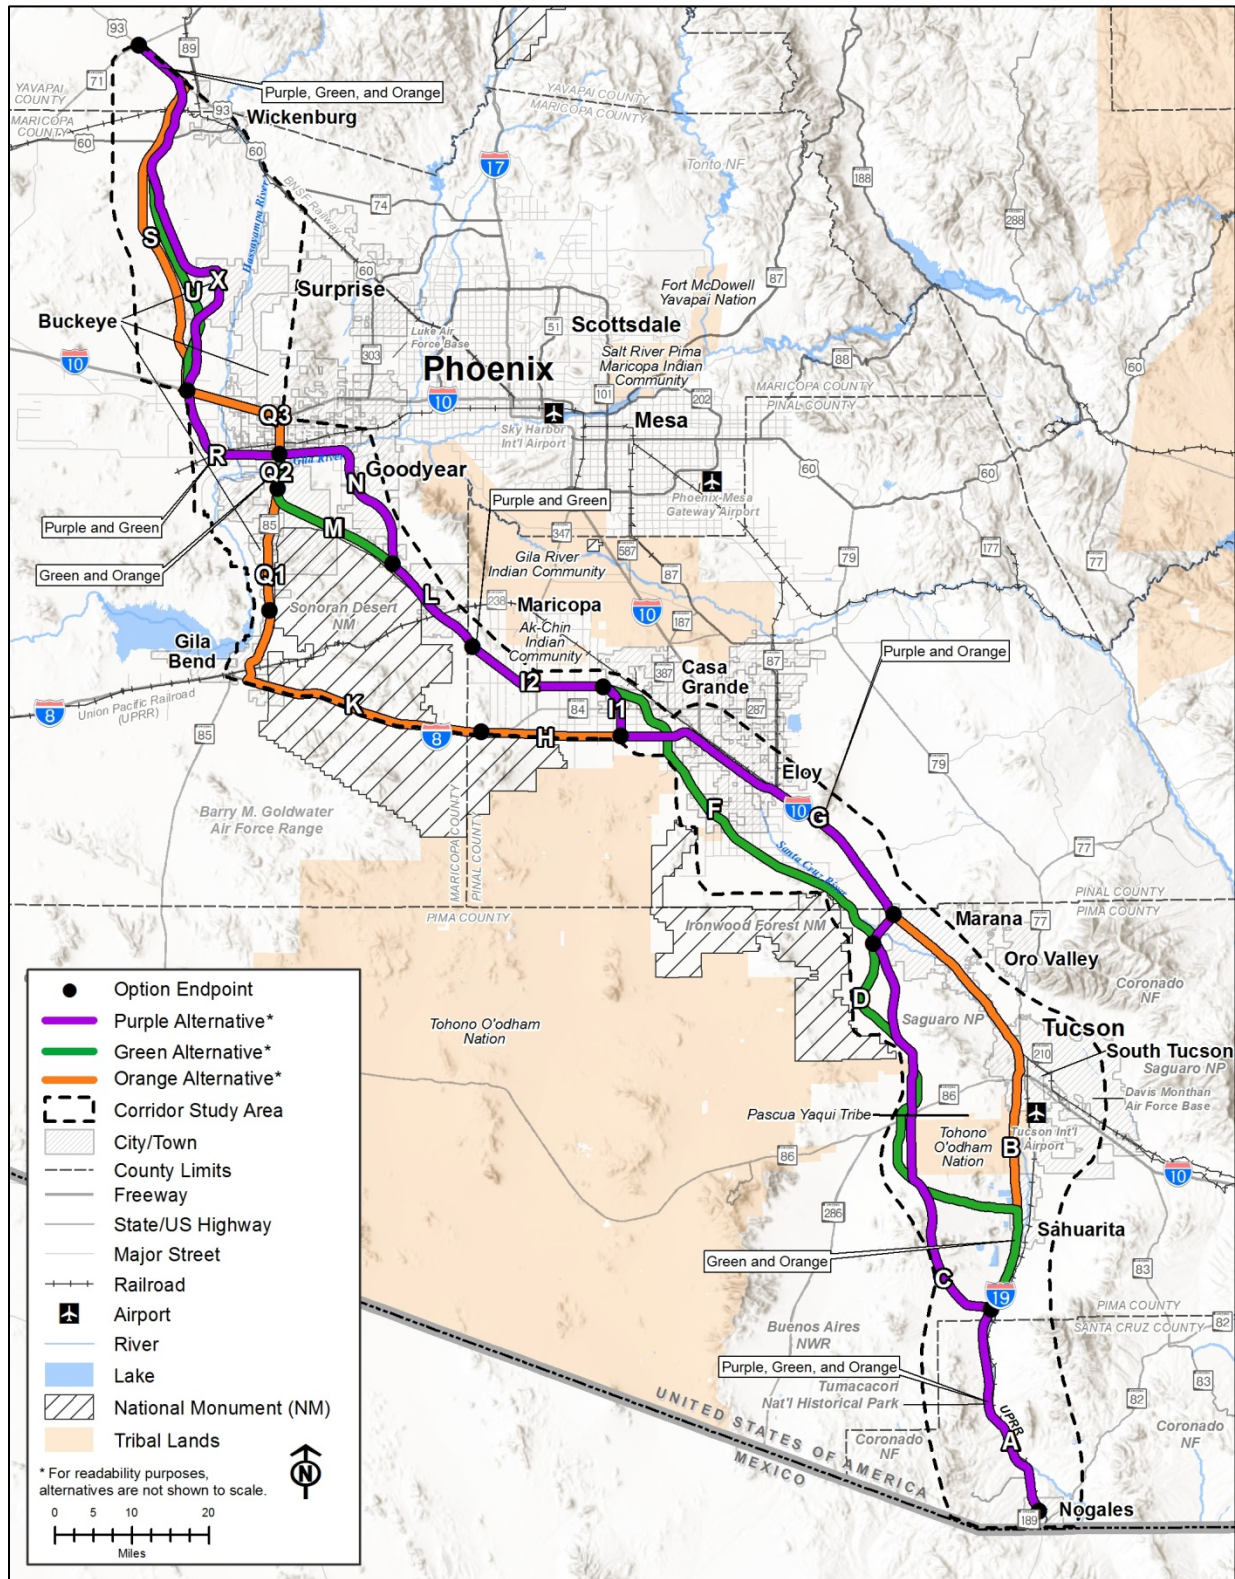 93
89
71
Purple, Green, and Orange
YAVAPAI
COUNTY
MARICOPA
COUNTY
93
Wickenburg
60
60
YAVAPAI COUNTY
MARICOPA COUNTY
17
Tonto NF
188
BNSF Railway
74
Hassayampa River
288
S
X
U
Surprise
60
87
Fort McDowell
Yavapai Nation
Buckeye
Luke Air
Force Base
51
Scottsdale
303
10
Phoenix
Salt River Pima
Maricopa Indian
Community
88
88
10
101
202
MARICOPA COUNTY
PINAL COUNTY
Q3
Sky Harbor
Int'l Airport
Mesa
60
R
Gila River
Q2
N
Goodyear
Phoenix-Mesa
Gateway Airport
60
77
Purple and Green
Purple and Green
85
M
347
587
79
177
Green and Orange
Gila River
Indian Community
87
77
Q1
L
Sonoran Desert
NM
238
Maricopa
10
187
Gila
Bend
Ak-Chin
Indian
Community
387
87
Casa
Grande
Purple and Orange
I2
I1
84
287
8
Union Pacific Railroad
(UPRR)
85
K
8
H
79
Eloy
10
G
F
Barry M. Goldwater
Air Force Range
MARICOPA COUNTY
PINAL COUNTY
Santa Cruz River
77
PINAL COUNTY
PIMA COUNTY
PIMA COUNTY
Ironwood Forest NM
Marana
77
Oro Valley
Coronado
NF
D
Saguaro NP
Tohono O'odham
Nation
Tucson
210
South Tucson
Saguaro NP
86
Davis Monthan
Air Force Base
Pascua Yaqui Tribe
Tohono
O'odham
Nation
Tucson Int'l
Airport
B
86
10
286
Sahuarita
Green and Orange
83
C
19
PIMA COUNTY
SANTA CRUZ COUNTY
82
Buenos Aires
NWR
Purple, Green, and Orange
83
82
Tumacacori
Nat'l Historical Park
UPRR
A
Coronado
NF
Coronado
NF
UNITED STATES OF AMERICA
MEXICO
189
Nogales
Option Endpoint
Purple Alternative*
Green Alternative*
Orange Alternative*
Corridor Study Area
City/Town
County Limits
Freeway
State/US Highway
Major Street
Railroad
Airport
River
Lake
National Monument (NM)
Tribal Lands
* For readability purposes,
alternatives are not shown to scale.
N
0 5 10 20
Miles